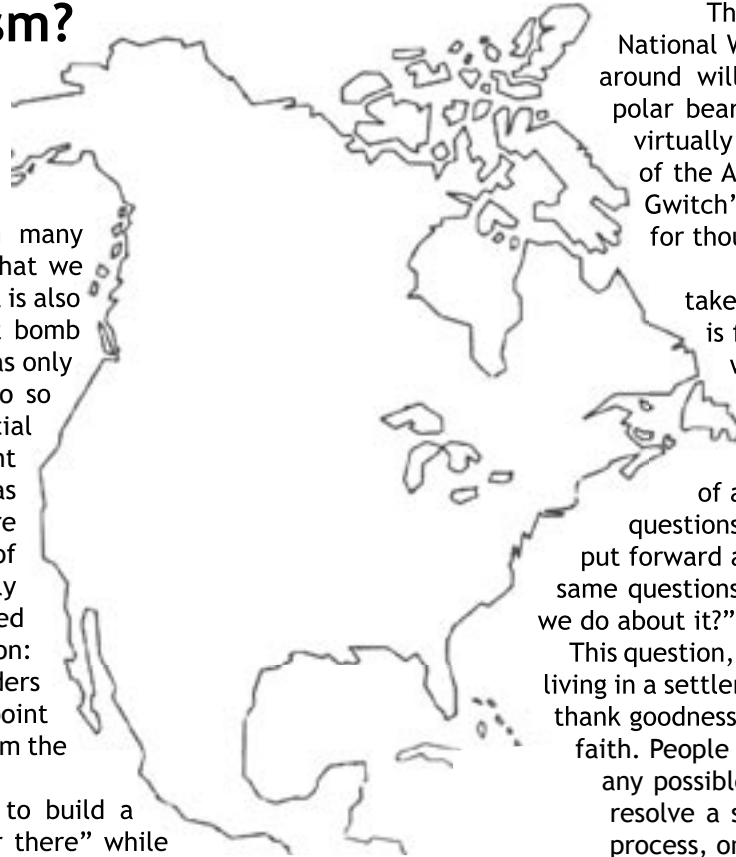 sm?
many
hat we
is also
bomb
as only
o so
cial
nt
as
re
of
ly
ed
on:
ders
point
m the
to build a
r there” while
Th
National W
around will
polar bear
virtually
of the A
Gwitch’
for thou
take
is f
of a
questions
put forward a
same questions
we do about it?”
This question,
living in a settler
thank goodness
faith. People
any possible
resolve a s
process, or